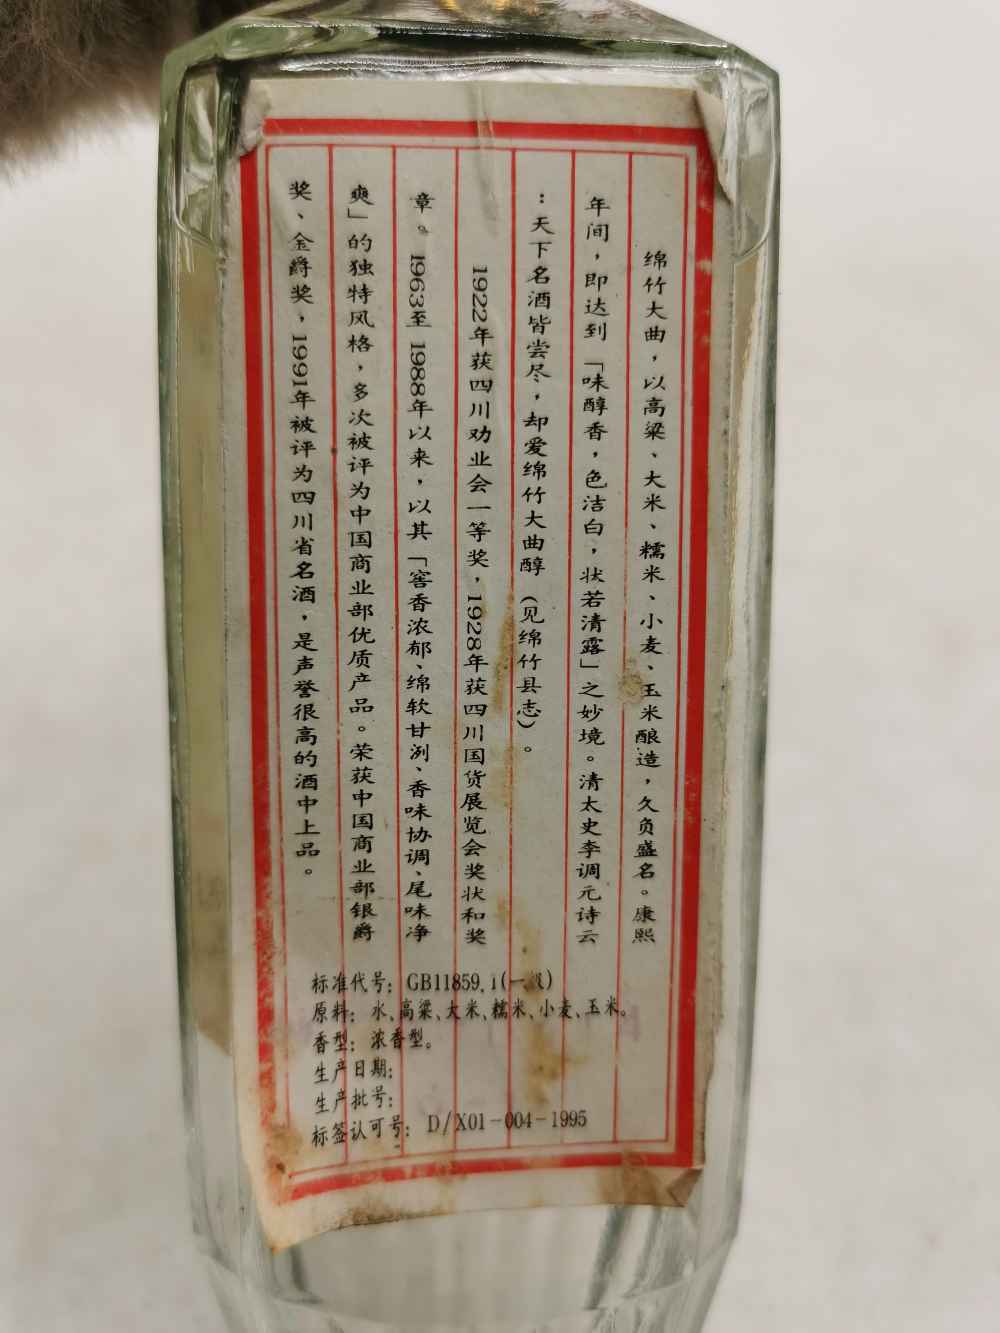 绵竹大曲，以高粱、大米、糯米、小麦、玉米酿造，久负盛名。康熙
年间，即达到「味醇香，色洁白，状若清露」之妙境。清太史李调元诗云
：天下名酒皆尝尽，却爱绵竹大曲醇（见绵竹县志）。
1922年获四川劝业会一等奖，1928年获四川国货展览会奖状和奖
章。1963至1988年以来，以其「窖香浓郁、绵软甘洌、香味协调、尾味净
爽」的独特风格，多次被评为中国商业部优质产品。荣获中国商业部银爵
奖、金爵奖，1991年被评为四川省名酒，是声誉很高的酒中上品。
标准代号：GB11859.1(一级)
原料：水、高粱、大米、糯米、小麦、玉米。
香型：浓香型。
生产日期：
生产批号：
标签认可号：D/X01-004-1995